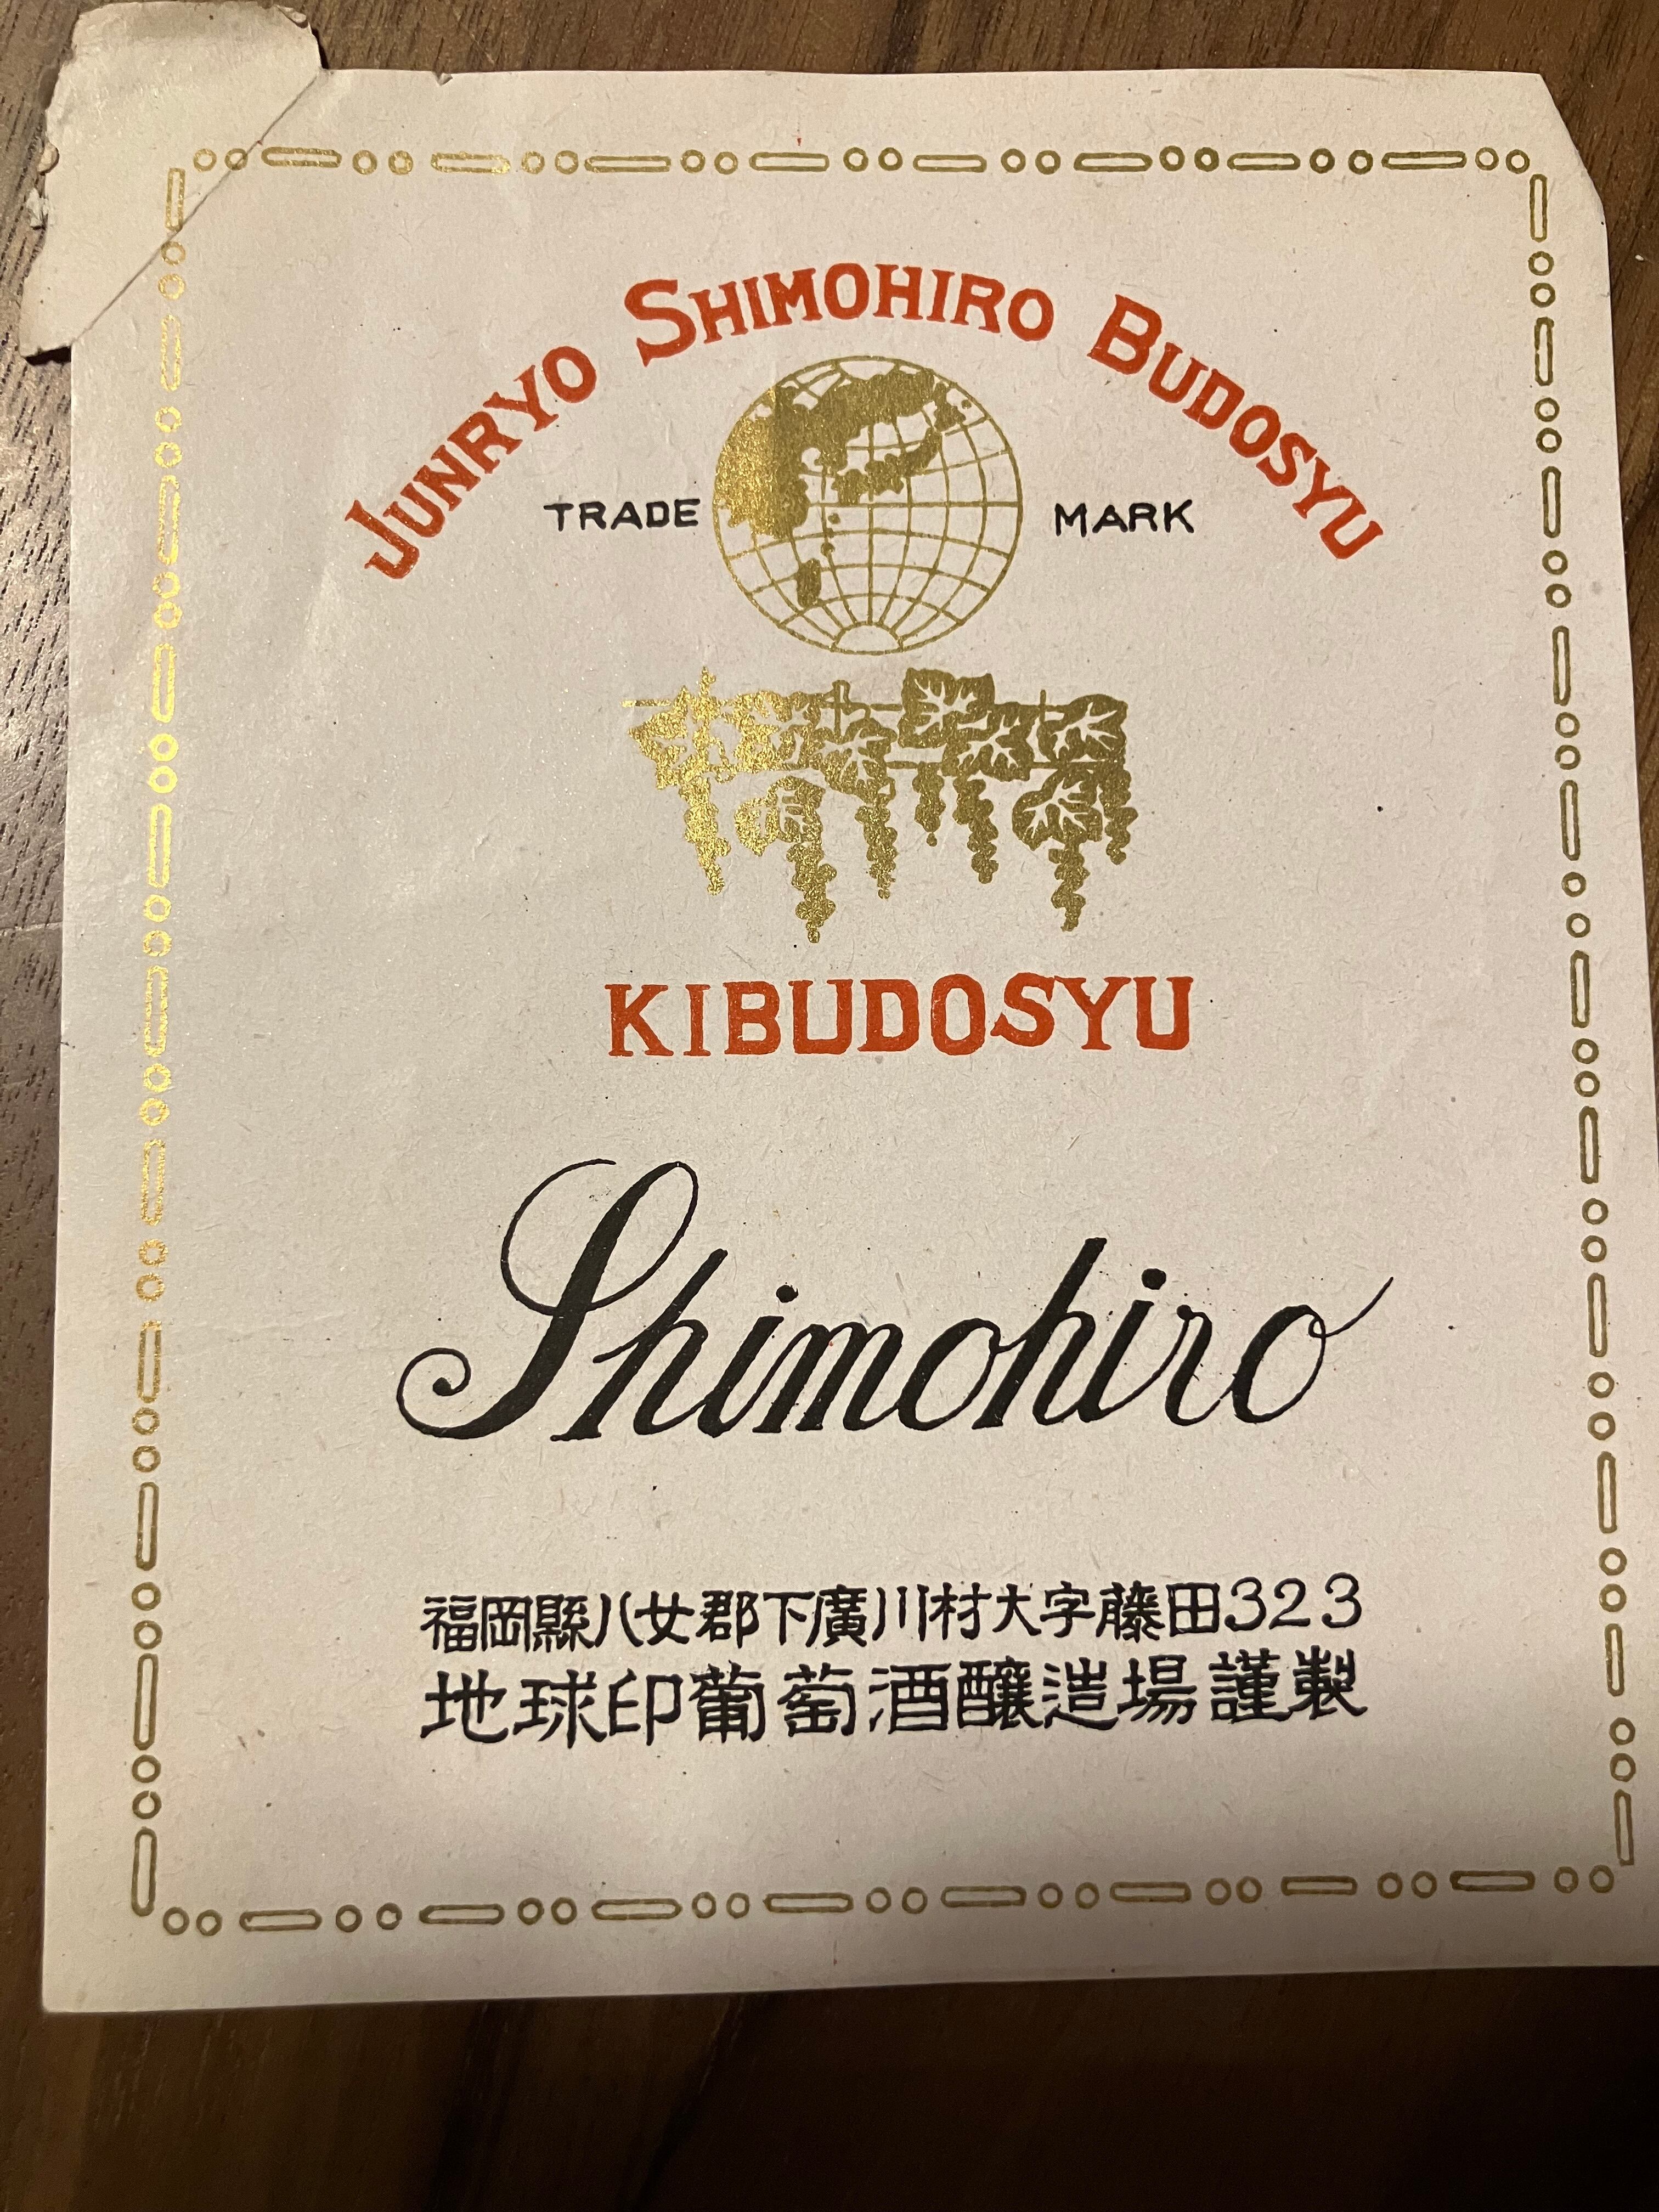 JUNRYO SHIMOHIRO BUDOSYU
TRADE MARK
KIBUDOSYU
Shimohiro
福岡縣八女郡下廣川村大字藤田323
地球印葡萄酒醸造場謹製